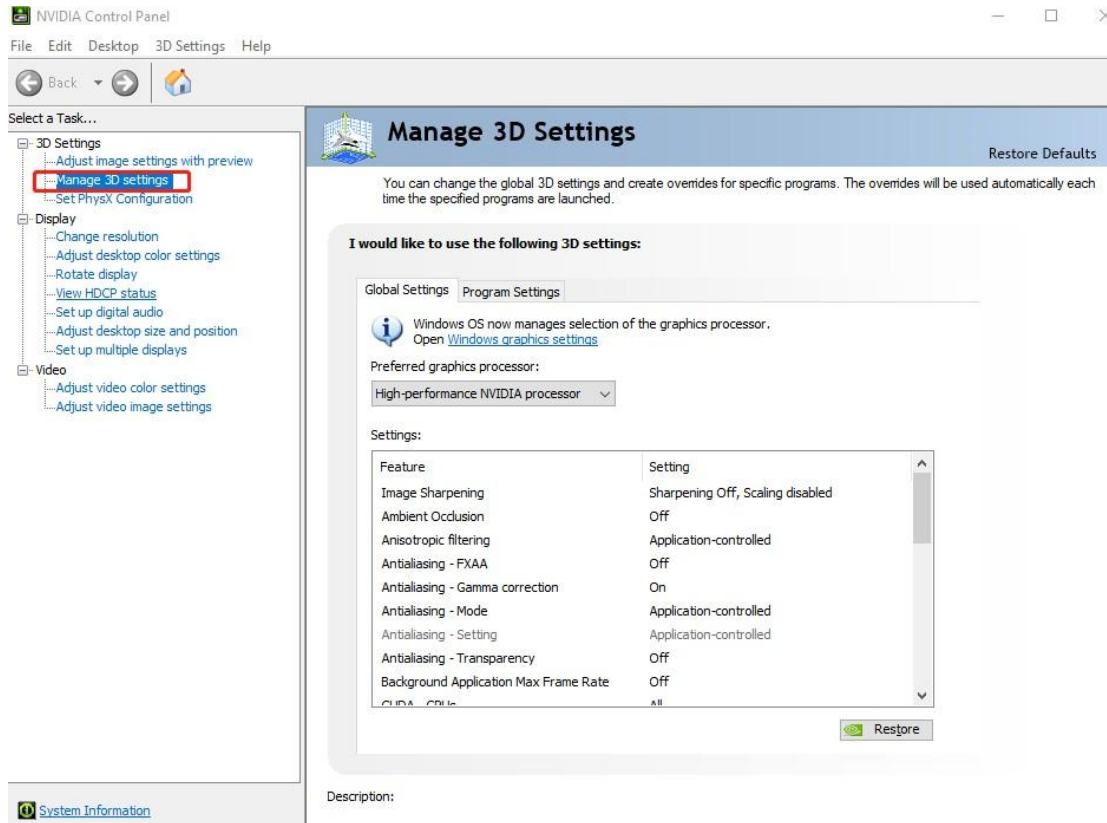 NVIDIA Control Panel
File Edit Desktop 3D Settings Help
Back
Select a Task...
3D Settings
Adjust image settings with preview
Manage 3D settings
Set PhysX Configuration
Display
Change resolution
Adjust desktop color settings
Rotate display
View HDCP status
Set up digital audio
Adjust desktop size and position
Set up multiple displays
Video
Adjust video color settings
Adjust video image settings
System Information
Manage 3D Settings
Restore Defaults
You can change the global 3D settings and create overrides for specific programs. The overrides will be used automatically each
time the specified programs are launched.
I would like to use the following 3D settings:
Global Settings Program Settings
Windows OS now manages selection of the graphics processor.
Open Windows graphics settings
Preferred graphics processor:
High-performance NVIDIA processor
Settings:
Feature Setting
Image Sharpening Sharpening Off, Scaling disabled
Ambient Occlusion Off
Anisotropic filtering Application-controlled
Antialiasing - FXAA Off
Antialiasing - Gamma correction On
Antialiasing - Mode Application-controlled
Antialiasing - Setting Application-controlled
Antialiasing - Transparency Off
Background Application Max Frame Rate Off
CUDA - GPUs All
Restore
Description: